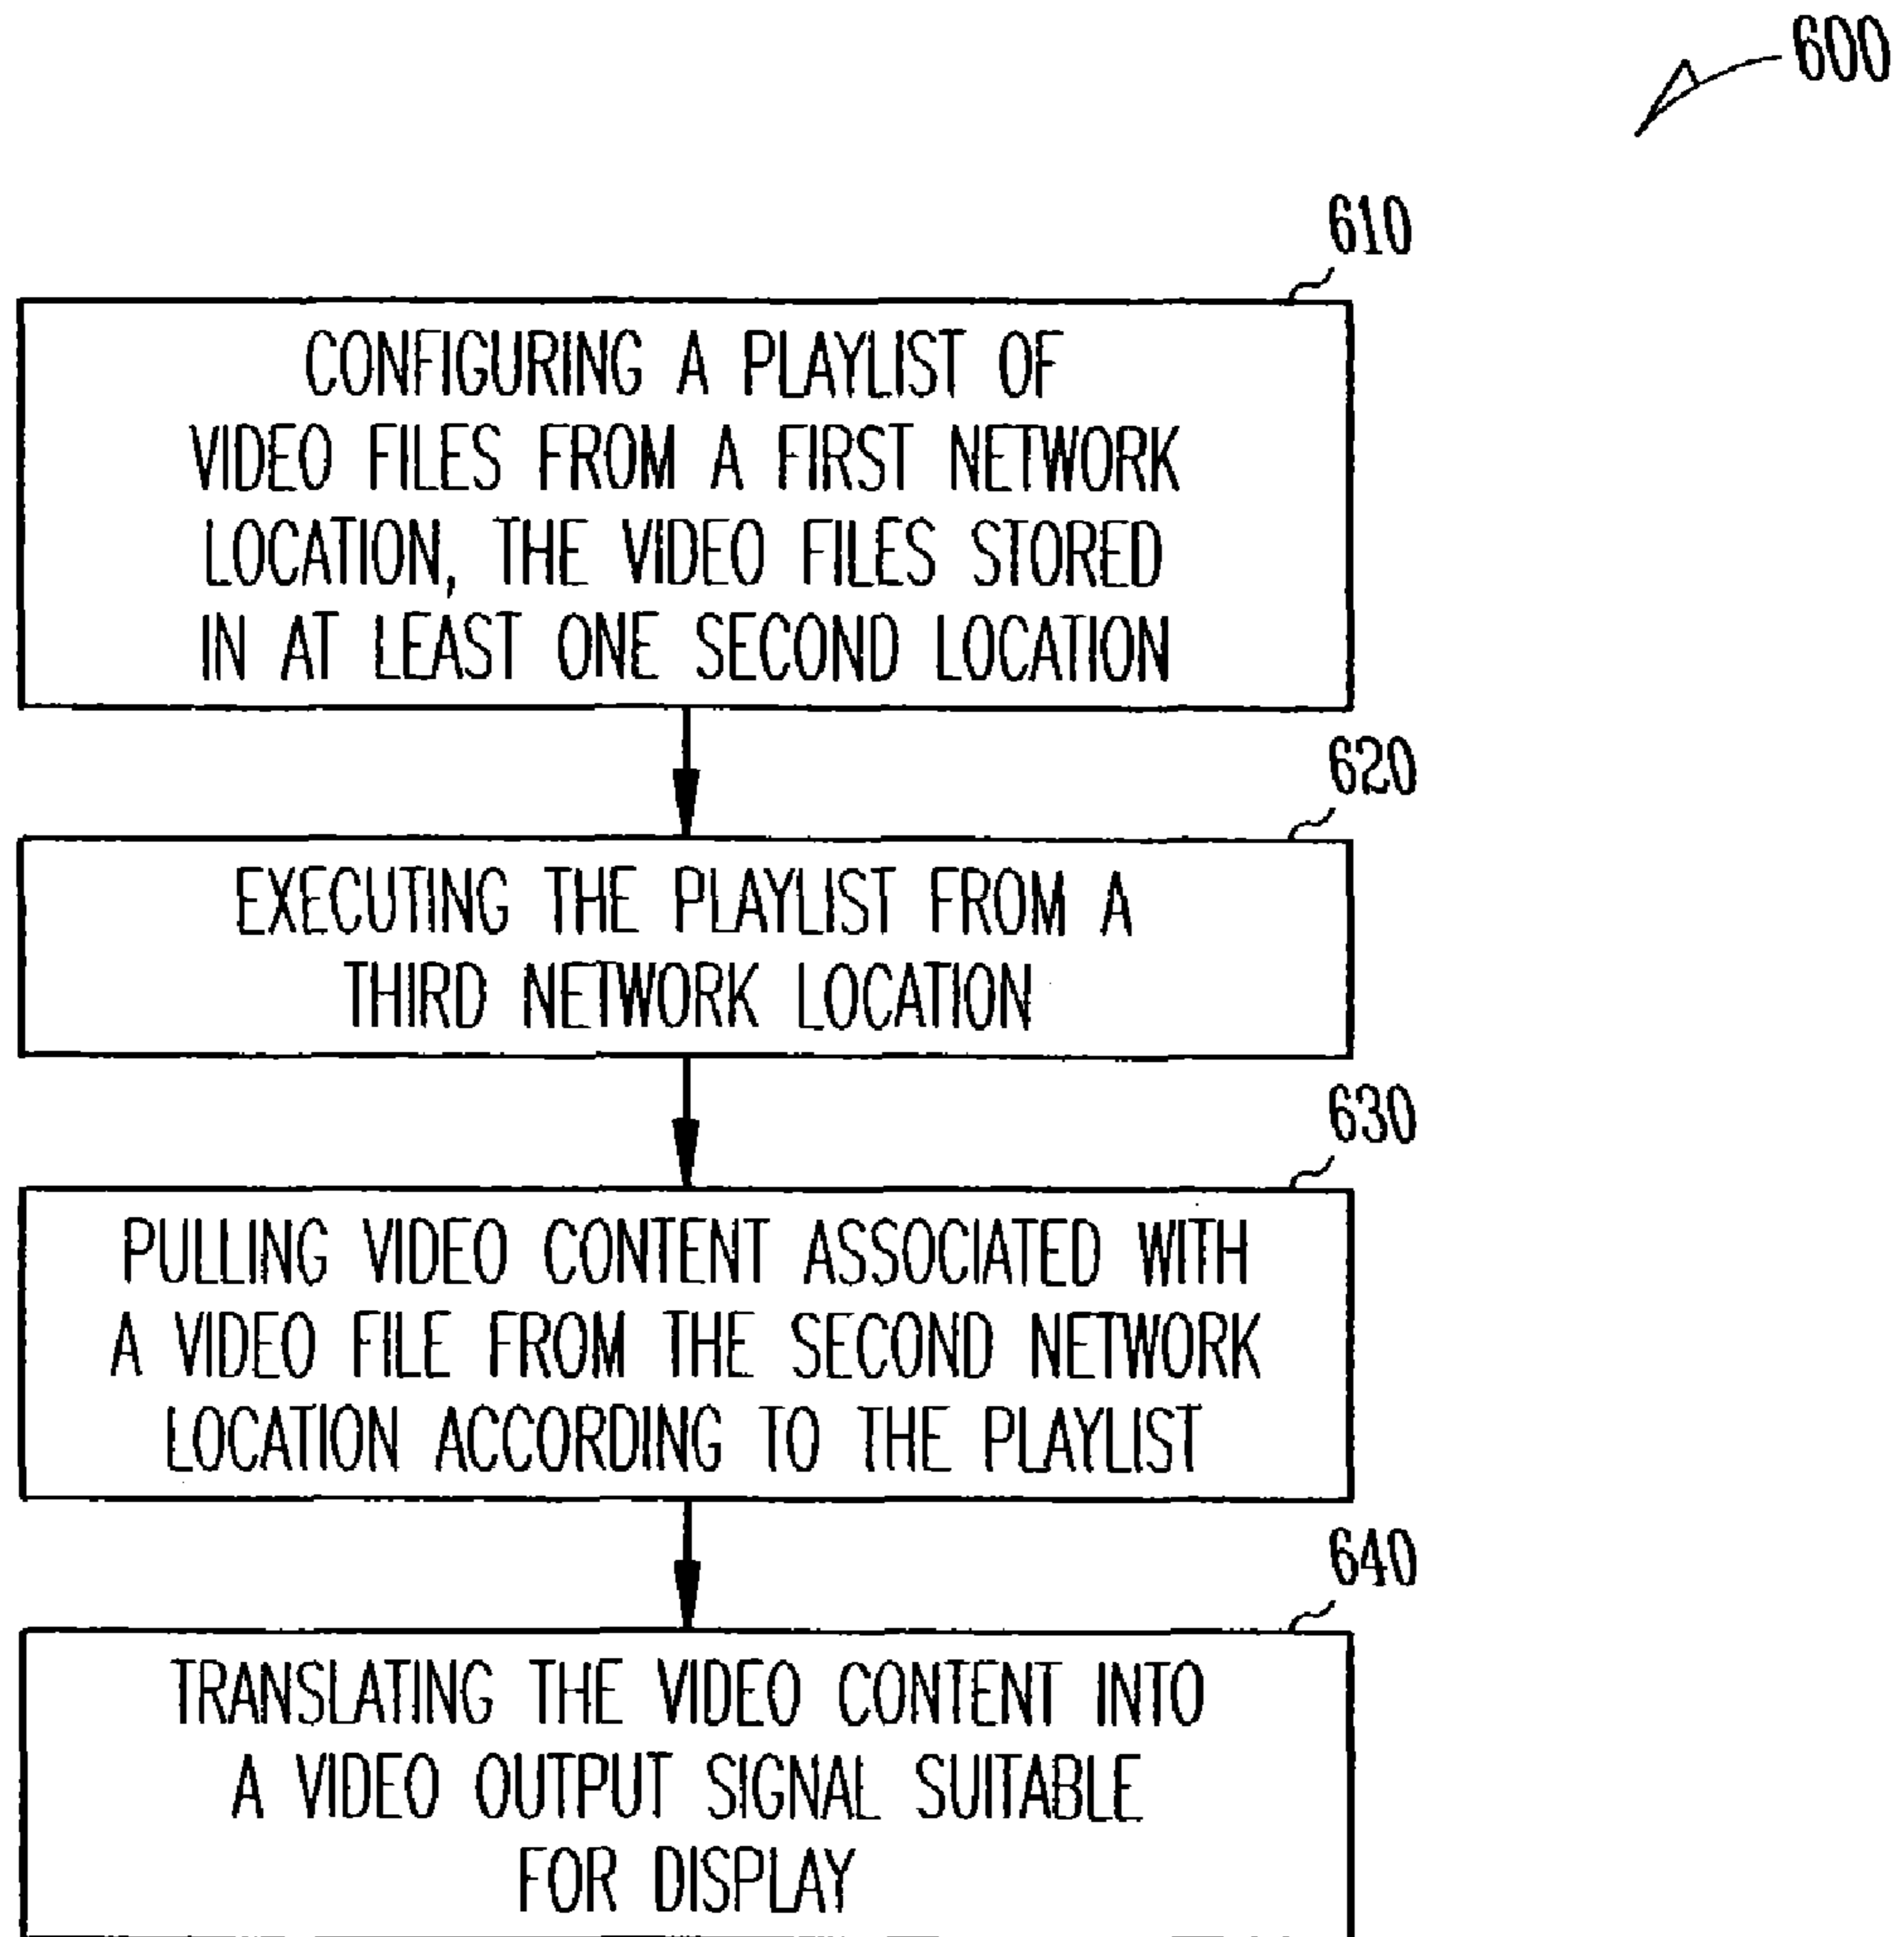 600
610
CONFIGURING A PLAYLIST OF
VIDEO FILES FROM A FIRST NETWORK
LOCATION, THE VIDEO FILES STORED
IN AT LEAST ONE SECOND LOCATION
620
EXECUTING THE PLAYLIST FROM A
THIRD NETWORK LOCATION
630
PULLING VIDEO CONTENT ASSOCIATED WITH
A VIDEO FILE FROM THE SECOND NETWORK
LOCATION ACCORDING TO THE PLAYLIST
640
TRANSLATING THE VIDEO CONTENT INTO
A VIDEO OUTPUT SIGNAL SUITABLE
FOR DISPLAY